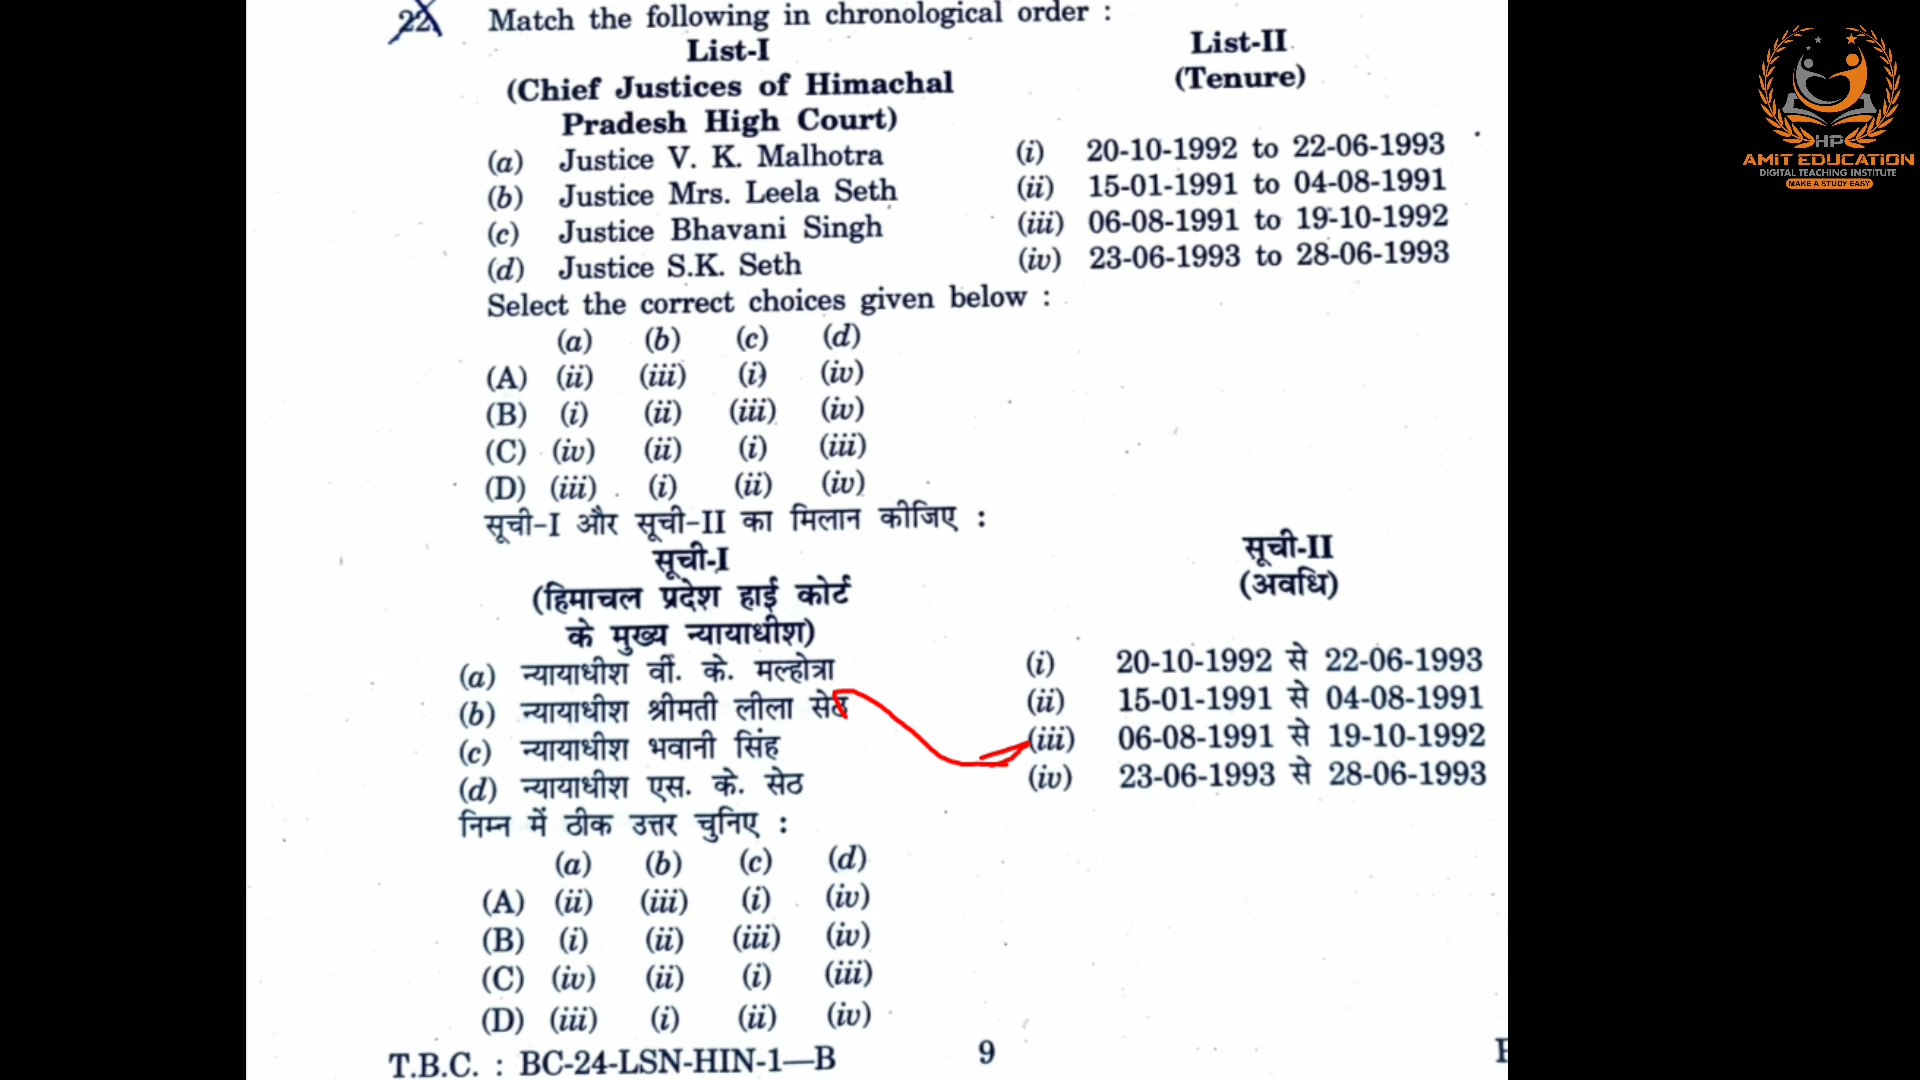 22
Match the following in chronological order :
List-I List-II
(Chief Justices of Himachal Pradesh High Court) (Tenure)
(a) Justice V. K. Malhotra (i) 20-10-1992 to 22-06-1993
(b) Justice Mrs. Leela Seth (ii) 15-01-1991 to 04-08-1991
(c) Justice Bhavani Singh (iii) 06-08-1991 to 19-10-1992
(d) Justice S.K. Seth (iv) 23-06-1993 to 28-06-1993
Select the correct choices given below :
(a) (b) (c) (d)
(A) (ii) (iii) (i) (iv)
(B) (i) (ii) (iii) (iv)
(C) (iv) (ii) (i) (iii)
(D) (iii) (i) (ii) (iv)
सूची-I और सूची-II का मिलान कीजिए :
सूची-I सूची-II
(हिमाचल प्रदेश हाई कोर्ट (अवधि)
के मुख्य न्यायाधीश)
(a) न्यायाधीश वीं. के. मल्होत्रा (i) 20-10-1992 से 22-06-1993
(b) न्यायाधीश श्रीमती लीला सेठ (ii) 15-01-1991 से 04-08-1991
(c) न्यायाधीश भवानी सिंह (iii) 06-08-1991 से 19-10-1992
(d) न्यायाधीश एस. के. सेठ (iv) 23-06-1993 से 28-06-1993
निम्न में ठीक उत्तर चुनिए :
(a) (b) (c) (d)
(A) (ii) (iii) (i) (iv)
(B) (i) (ii) (iii) (iv)
(C) (iv) (ii) (i) (iii)
(D) (iii) (i) (ii) (iv)
T.B.C. : BC-24-LSN-HIN-1—B 9
HP
AMIT EDUCATION
DIGITAL TEACHING INSTITUTE
MAKE A STUDY EASY